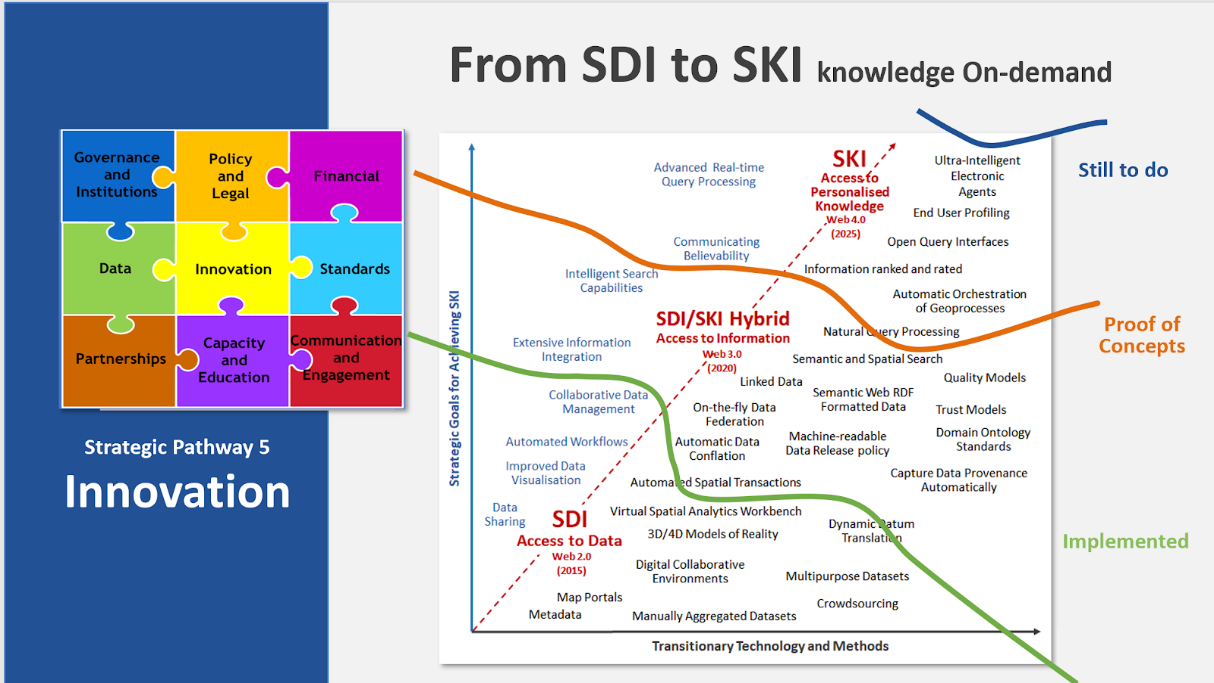 From SDI to SKI knowledge On-demand
Governance
and
Institutions
Policy
and
Legal
Financial
Data
Innovation
Standards
Partnerships
Capacity
and
Education
Communication
and
Engagement
Strategic Pathway 5
Innovation
Strategic Goals for Achieving SKI
Advanced Real-time
Query Processing
SKI
Access to
Personalised
Knowledge
Web 4.0
(2025)
Ultra-Intelligent
Electronic
Agents
End User Profiling
Communicating
Believability
Open Query Interfaces
Intelligent Search
Capabilities
Information ranked and rated
Automatic Orchestration
of Geoprocesses
SDI/SKI Hybrid
Access to Information
Web 3.0
(2020)
Natural Query Processing
Extensive Information
Integration
Semantic and Spatial Search
Linked Data
Quality Models
Collaborative Data
Management
Semantic Web RDF
Formatted Data
On-the-fly Data
Federation
Trust Models
Automated Workflows
Automatic Data
Conflation
Machine-readable
Data Release policy
Domain Ontology
Standards
Improved Data
Visualisation
Automated Spatial Transactions
Capture Data Provenance
Automatically
Data
Sharing
SDI
Access to Data
Web 2.0
(2015)
Virtual Spatial Analytics Workbench
3D/4D Models of Reality
Dynamic Datum
Translation
Digital Collaborative
Environments
Multipurpose Datasets
Map Portals
Metadata
Crowdsourcing
Manually Aggregated Datasets
Transitionary Technology and Methods
Still to do
Proof of
Concepts
Implemented